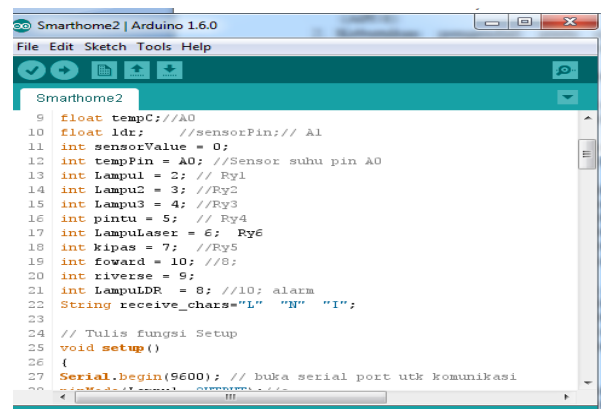 Smarthome2 | Arduino 1.6.0
File Edit Sketch Tools Help
Smarthome2
9 float tempC;//A0
10 float ldr; //sensorPin;// A1
11 int sensorValue = 0;
12 int tempPin = A0; //Sensor suhu pin A0
13 int Lampu1 = 2; // Ry1
14 int Lampu2 = 3; //Ry2
15 int Lampu3 = 4; //Ry3
16 int pintu = 5; // Ry4
17 int LampuLaser = 6; Ry6
18 int kipas = 7; //Ry5
19 int foward = 10; //8;
20 int riverse = 9;
21 int LampuLDR = 8; //10; alarm
22 String receive_chars="L" "N" "I";
23
24 // Tulis fungsi Setup
25 void setup()
26 {
27 Serial.begin(9600); // buka serial port utk komunikasi